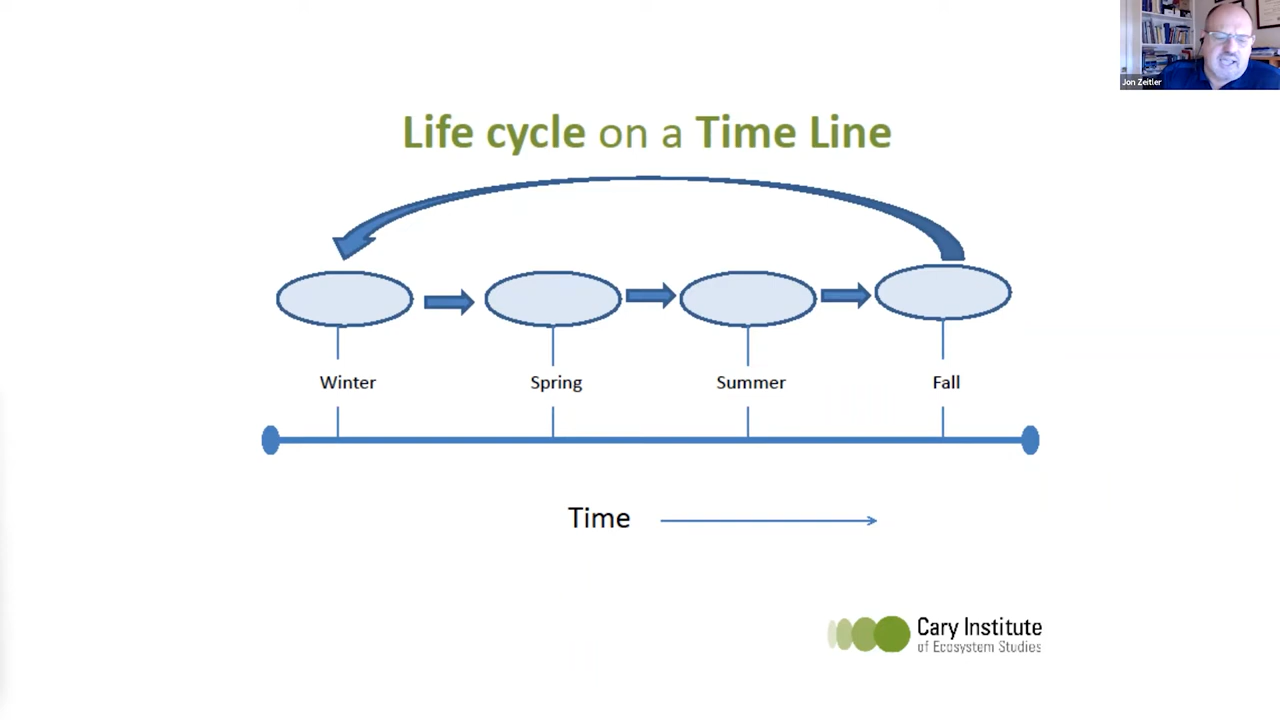 Jon Zeitler
Life cycle on a Time Line
Winter
Spring
Summer
Fall
Time
Cary Institute
of Ecosystem Studies